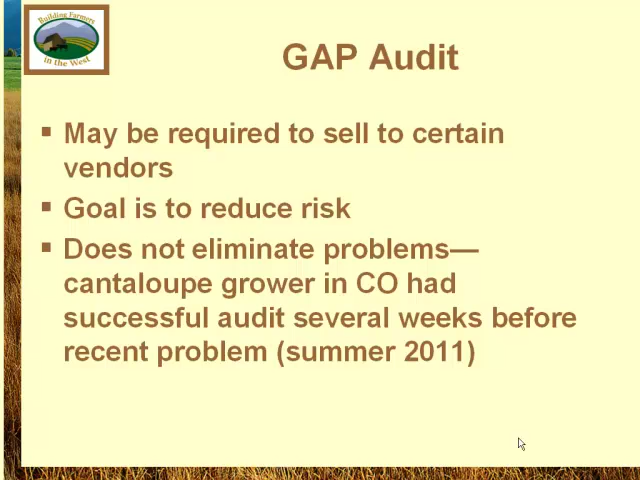 Building Farmers
in the West
GAP Audit
▪ May be required to sell to certain
vendors
▪ Goal is to reduce risk
▪ Does not eliminate problems—
cantaloupe grower in CO had
successful audit several weeks before
recent problem (summer 2011)